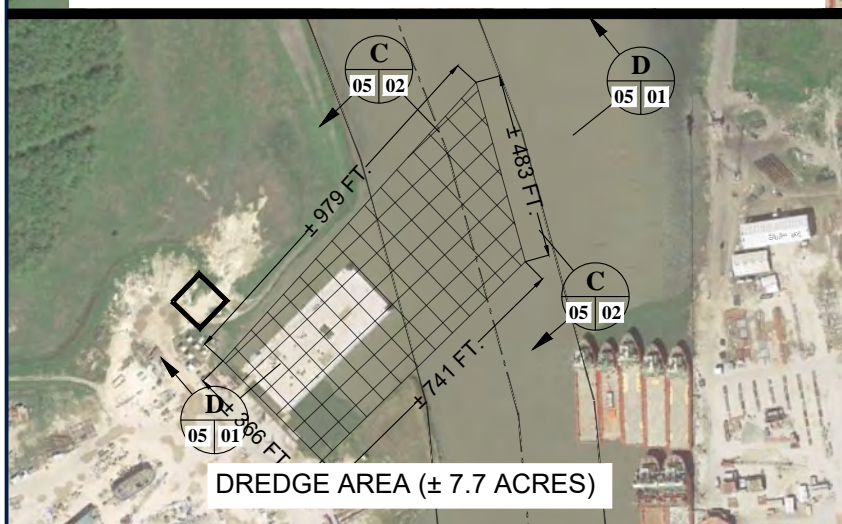 C
05 02
D
05 01
± 979 FT.
± 483 FT.
C
05 02
± 741 FT.
D
05 01
± 366 FT.
DREDGE AREA (± 7.7 ACRES)